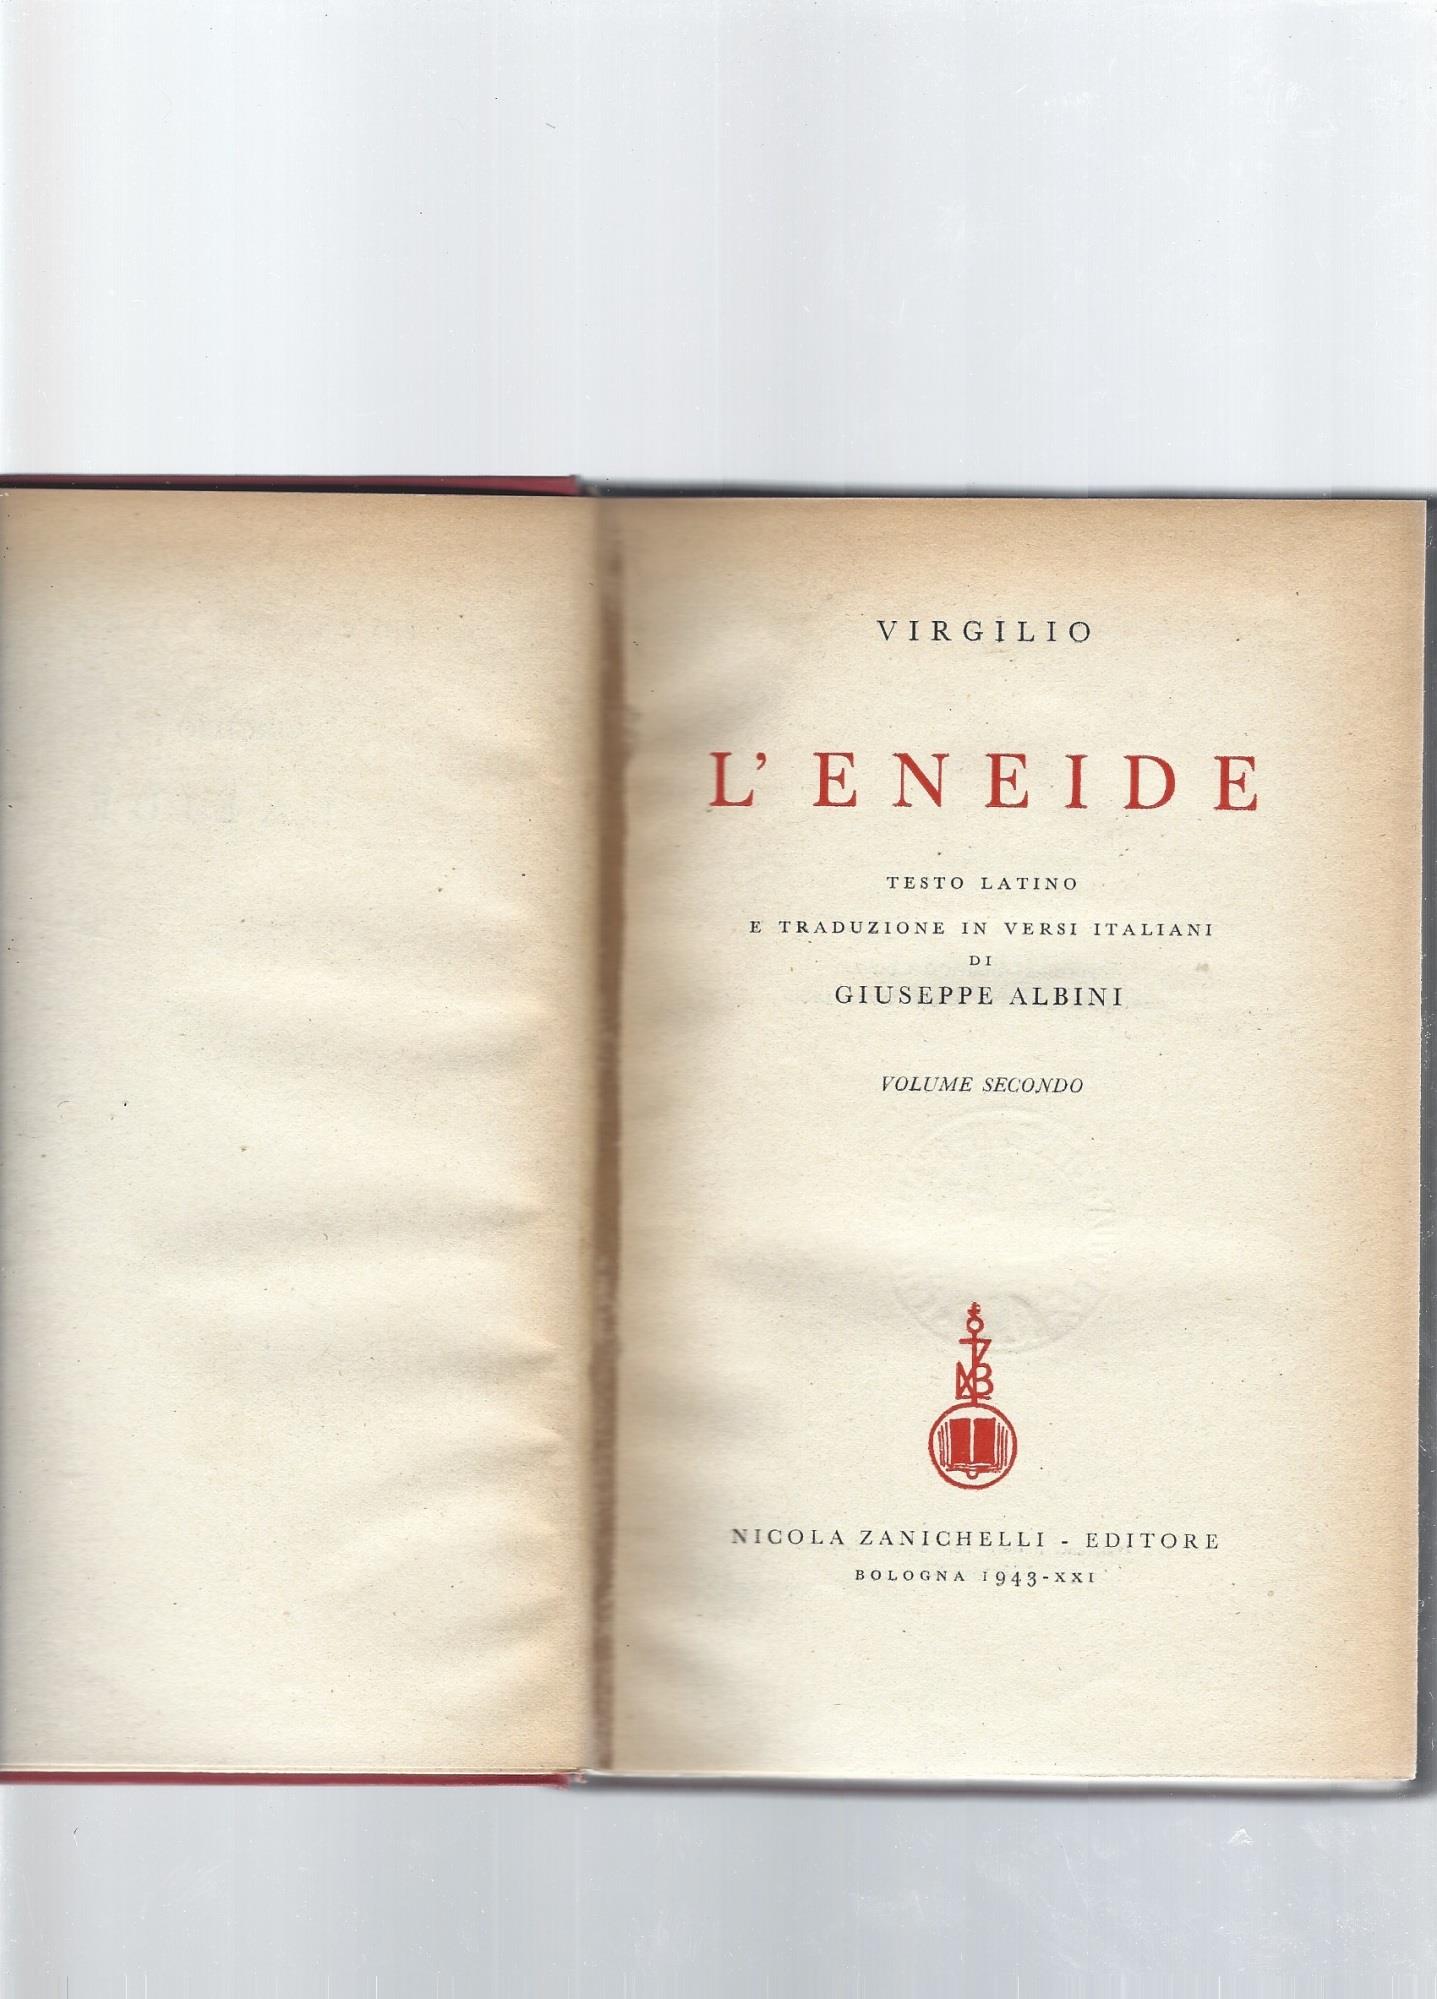 VIRGILIO
L'ENEIDE
TESTO LATINO
E TRADUZIONE IN VERSI ITALIANI
DI
GIUSEPPE ALBINI
VOLUME SECONDO
NICOLA ZANICHELLI - EDITORE
BOLOGNA 1943-XXI